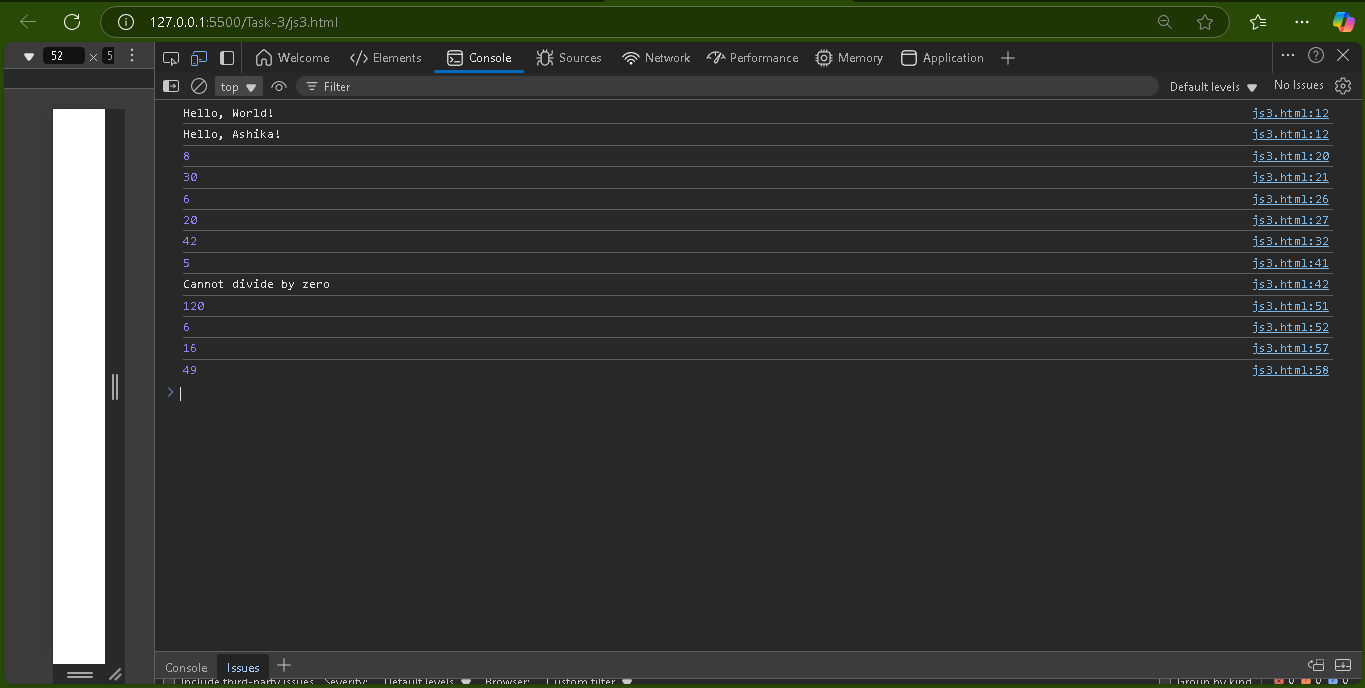 127.0.0.1:5500/Task-3/js3.html
52 × 5
Welcome Elements Console Sources Network Performance Memory Application
top Filter Default levels No Issues
Hello, World! js3.html:12
Hello, Ashika! js3.html:12
8 js3.html:20
30 js3.html:21
6 js3.html:26
20 js3.html:27
42 js3.html:32
5 js3.html:41
Cannot divide by zero js3.html:42
120 js3.html:51
6 js3.html:52
16 js3.html:57
49 js3.html:58
Console Issues
Include third-party issues Severity: Default levels Browser: Custom filter Group by kind 0 0 0